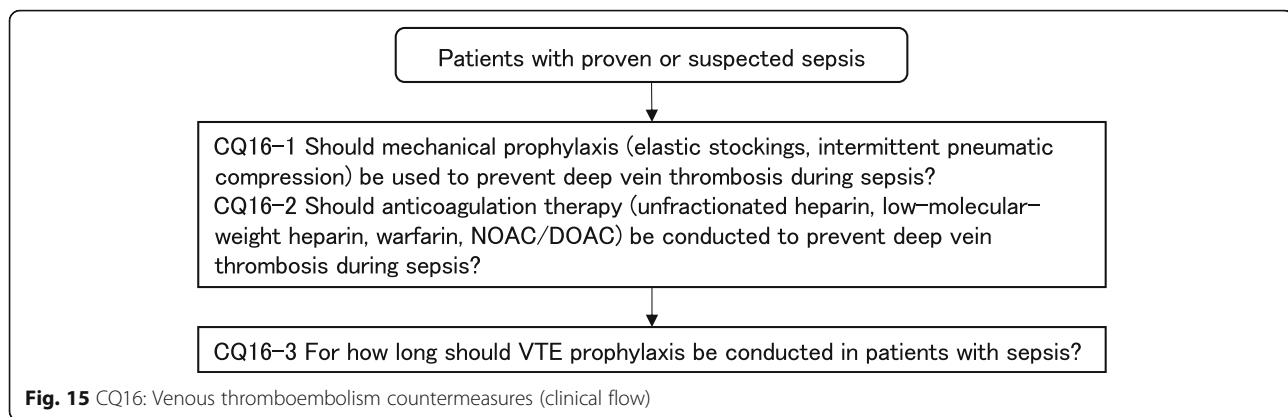 Patients with proven or suspected sepsis
CQ16-1 Should mechanical prophylaxis (elastic stockings, intermittent pneumatic
compression) be used to prevent deep vein thrombosis during sepsis?
CQ16-2 Should anticoagulation therapy (unfractionated heparin, low-molecular-
weight heparin, warfarin, NOAC/DOAC) be conducted to prevent deep vein
thrombosis during sepsis?
CQ16-3 For how long should VTE prophylaxis be conducted in patients with sepsis?
Fig. 15 CQ16: Venous thromboembolism countermeasures (clinical flow)